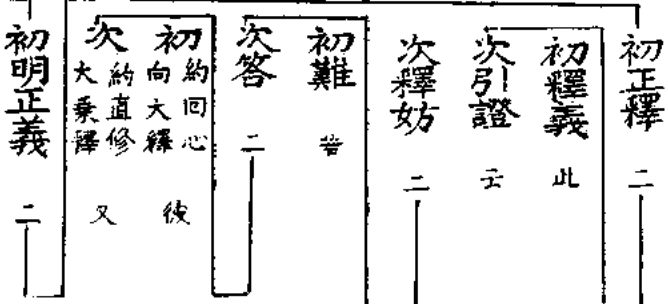 初正釋 二
初釋義 此
次引證
次釋妨 二
初難
次答 二
初 約回心
向大釋 彼
次 約直修
大乘釋 又
初明正義 二